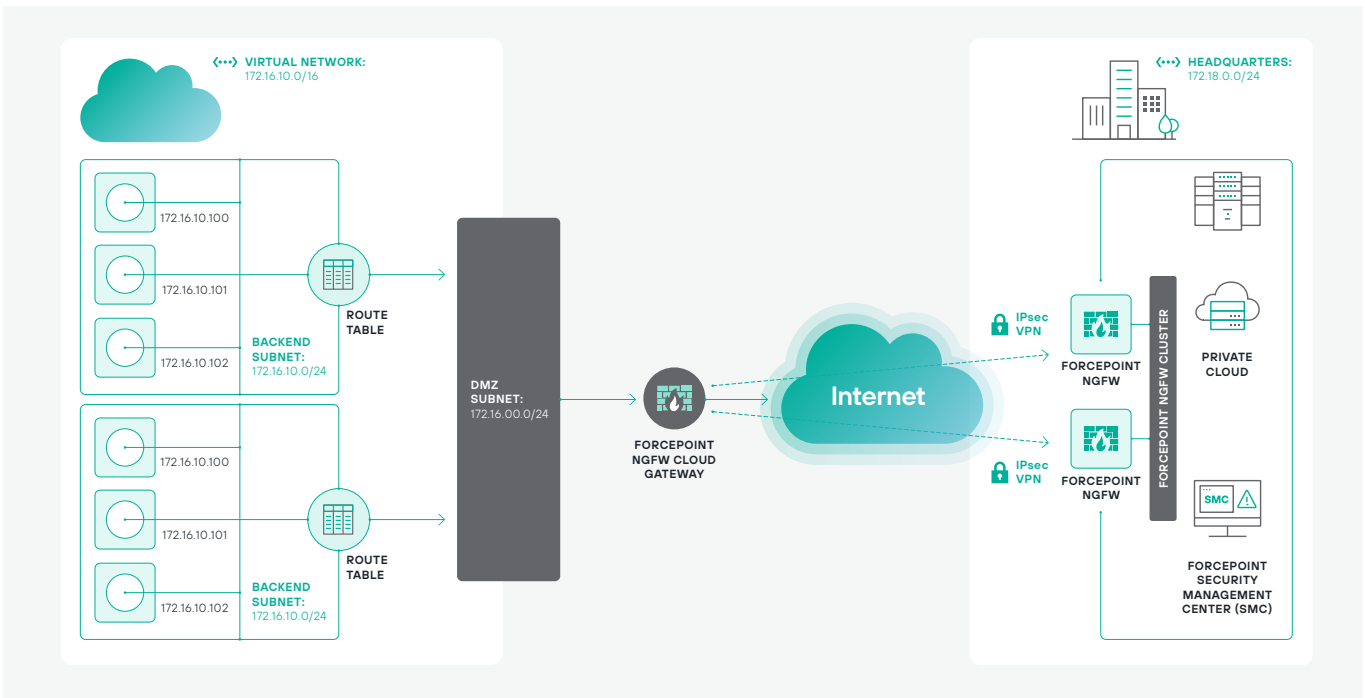 VIRTUAL NETWORK:
172.16.10.0/16
172.16.10.100
172.16.10.101
172.16.10.102
BACKEND
SUBNET:
172.16.10.0/24
ROUTE
TABLE
172.16.10.100
172.16.10.101
172.16.10.102
BACKEND
SUBNET:
172.16.10.0/24
ROUTE
TABLE
DMZ
SUBNET:
172.16.00.0/24
FORCEPOINT
NGFW CLOUD
GATEWAY
Internet
IPsec
VPN
IPsec
VPN
HEADQUARTERS:
172.18.0.0/24
FORCEPOINT
NGFW
FORCEPOINT
NGFW
FORCEPOINT NGFW CLUSTER
PRIVATE
CLOUD
SMC
FORCEPOINT
SECURITY
MANAGEMENT
CENTER (SMC)